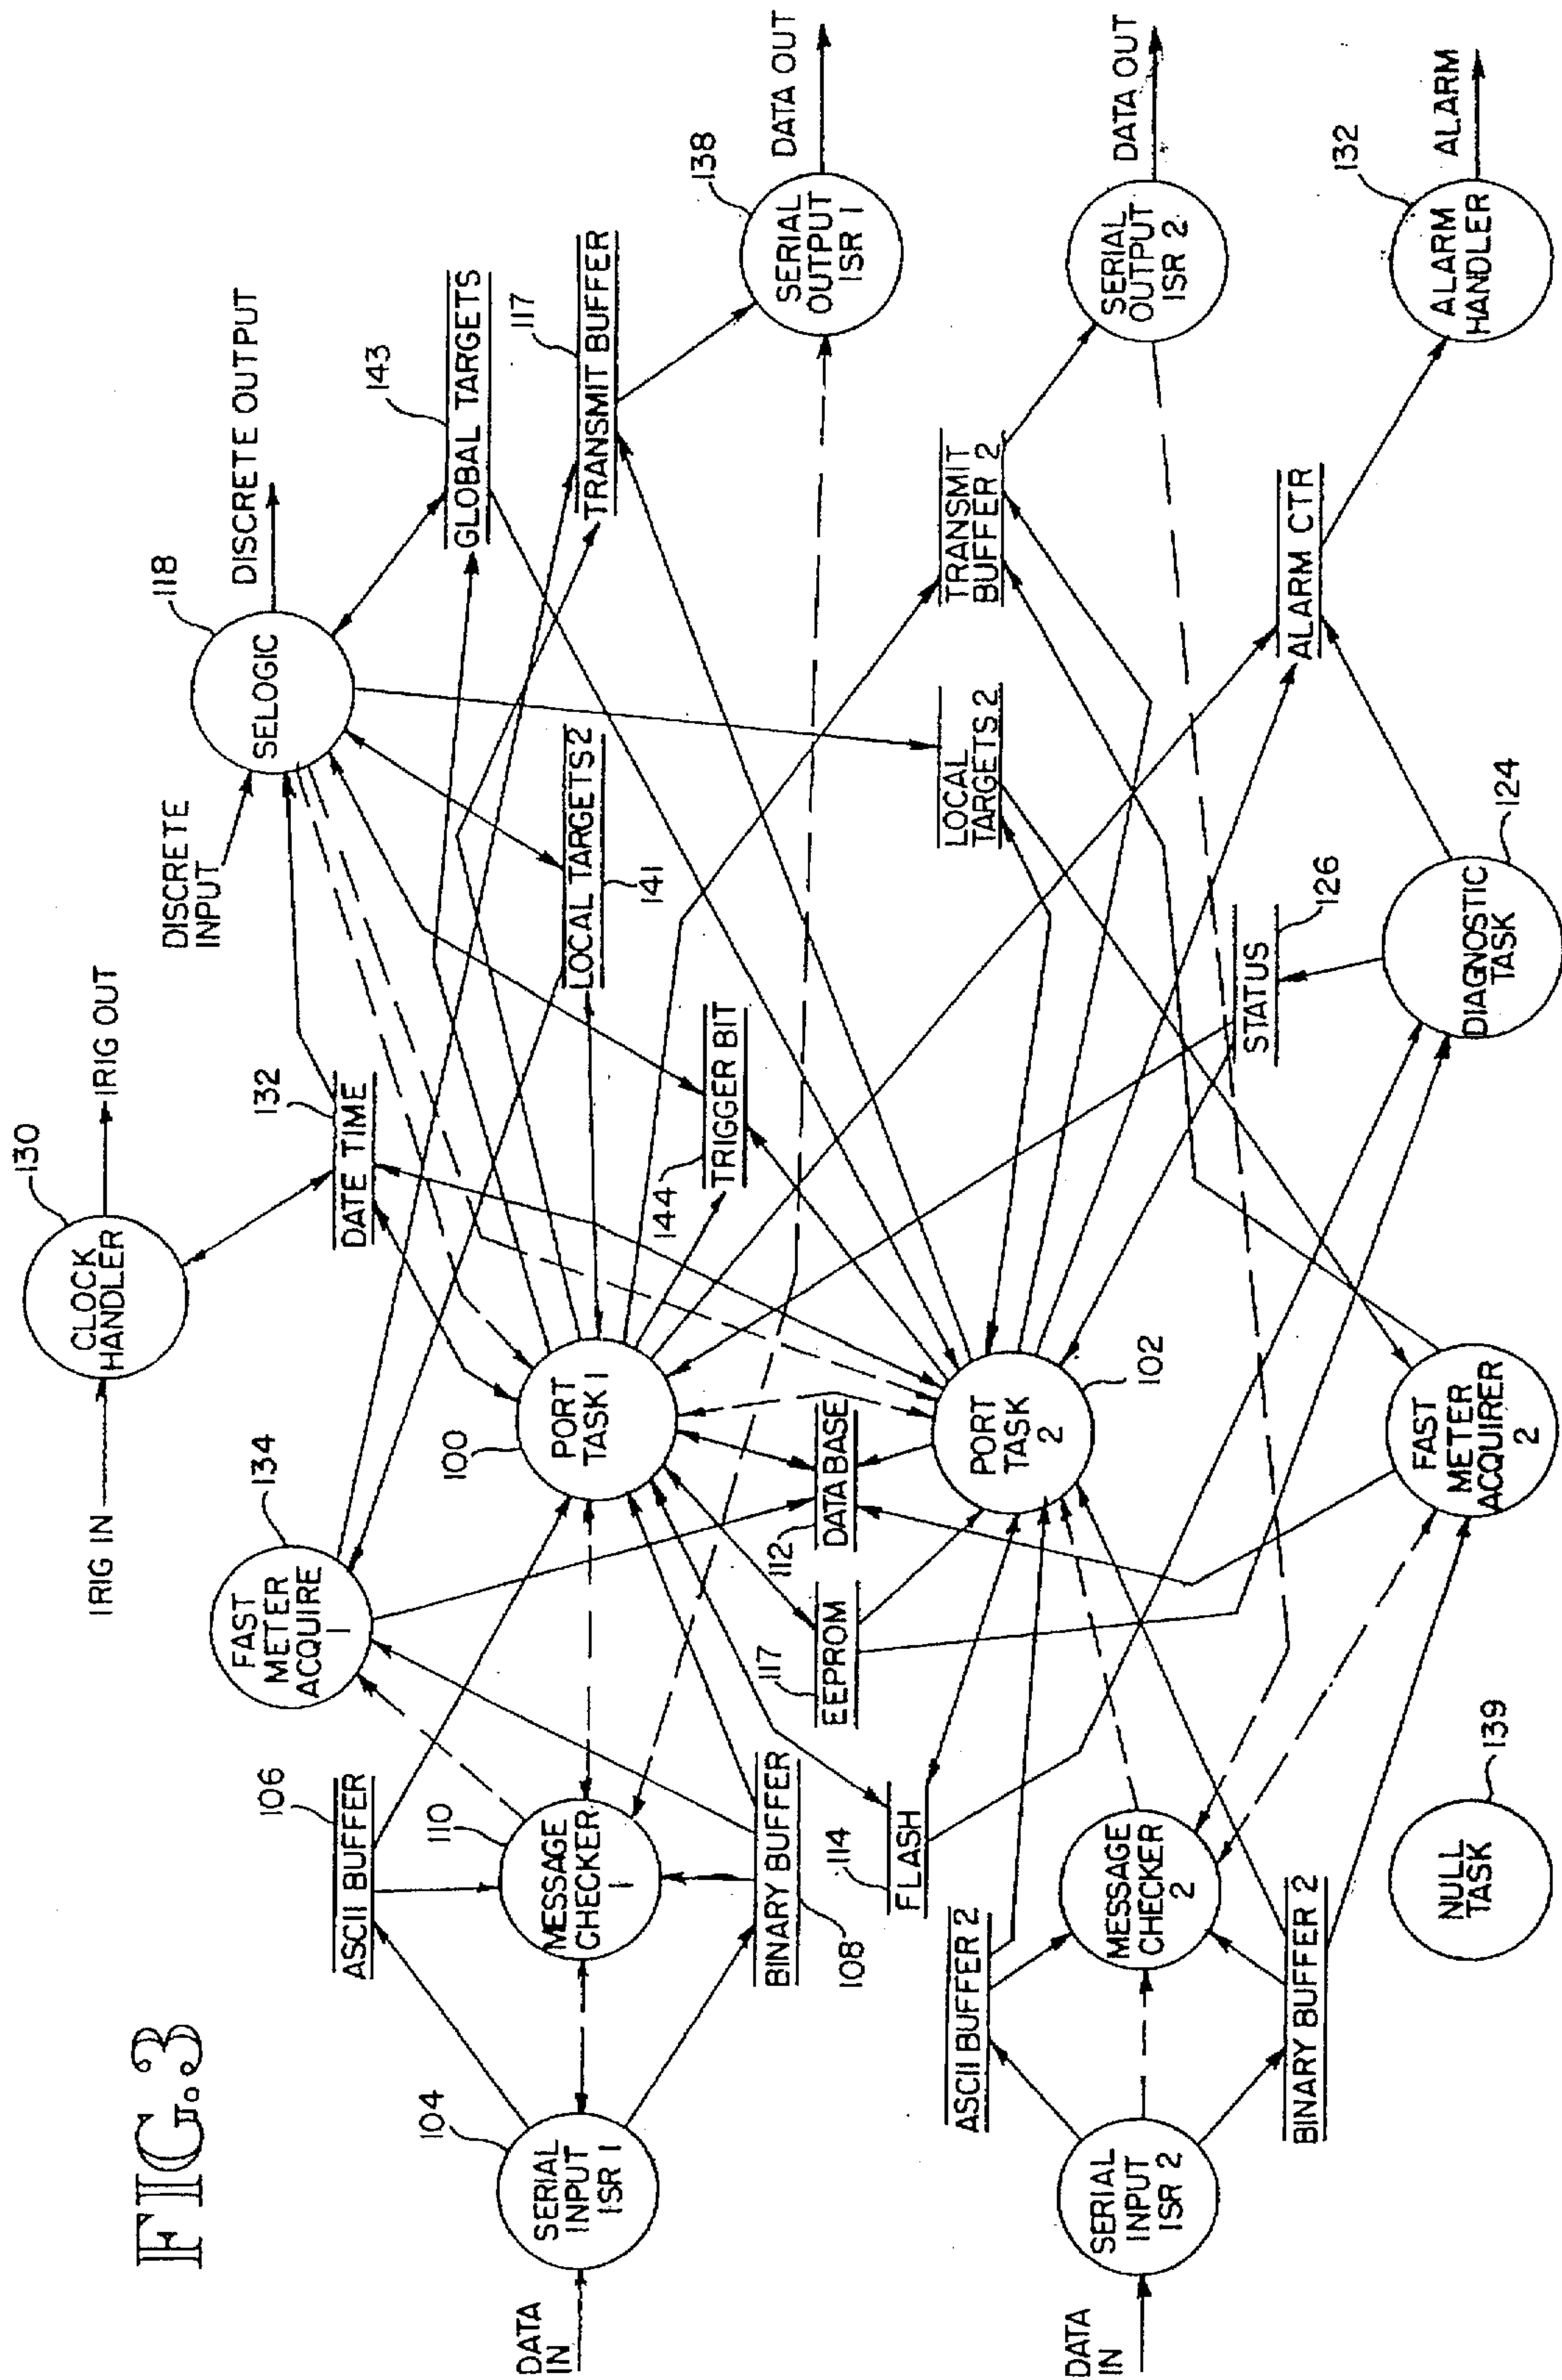 FIG.3
IRIG IN
CLOCK
HANDLER
130
IRIG OUT
DATE TIME
132
DISCRETE
INPUT
SELOGIC
118
DISCRETE OUTPUT
FAST
METER
ACQUIRE
1
134
GLOBAL TARGETS
143
ASCII BUFFER
106
TRANSMIT BUFFER
117
LOCAL TARGETS 2
141
DATA
IN
SERIAL
INPUT
ISR 1
104
MESSAGE
CHECKER
1
110
PORT
TASK 1
100
TRIGGER BIT
144
BINARY BUFFER
108
SERIAL
OUTPUT
ISR 1
138
DATA OUT
EEPROM
117
DATA BASE
112
FLASH
114
ASCII BUFFER 2
PORT
TASK
2
102
LOCAL
TARGETS 2
TRANSMIT
BUFFER 2
DATA
IN
SERIAL
INPUT
ISR 2
MESSAGE
CHECKER
2
BINARY BUFFER 2
SERIAL
OUTPUT
ISR 2
DATA OUT
STATUS
126
ALARM CTR
NULL
TASK
139
FAST
METER
ACQUIRER
2
DIAGNOSTIC
TASK
124
ALARM
HANDLER
132
ALARM